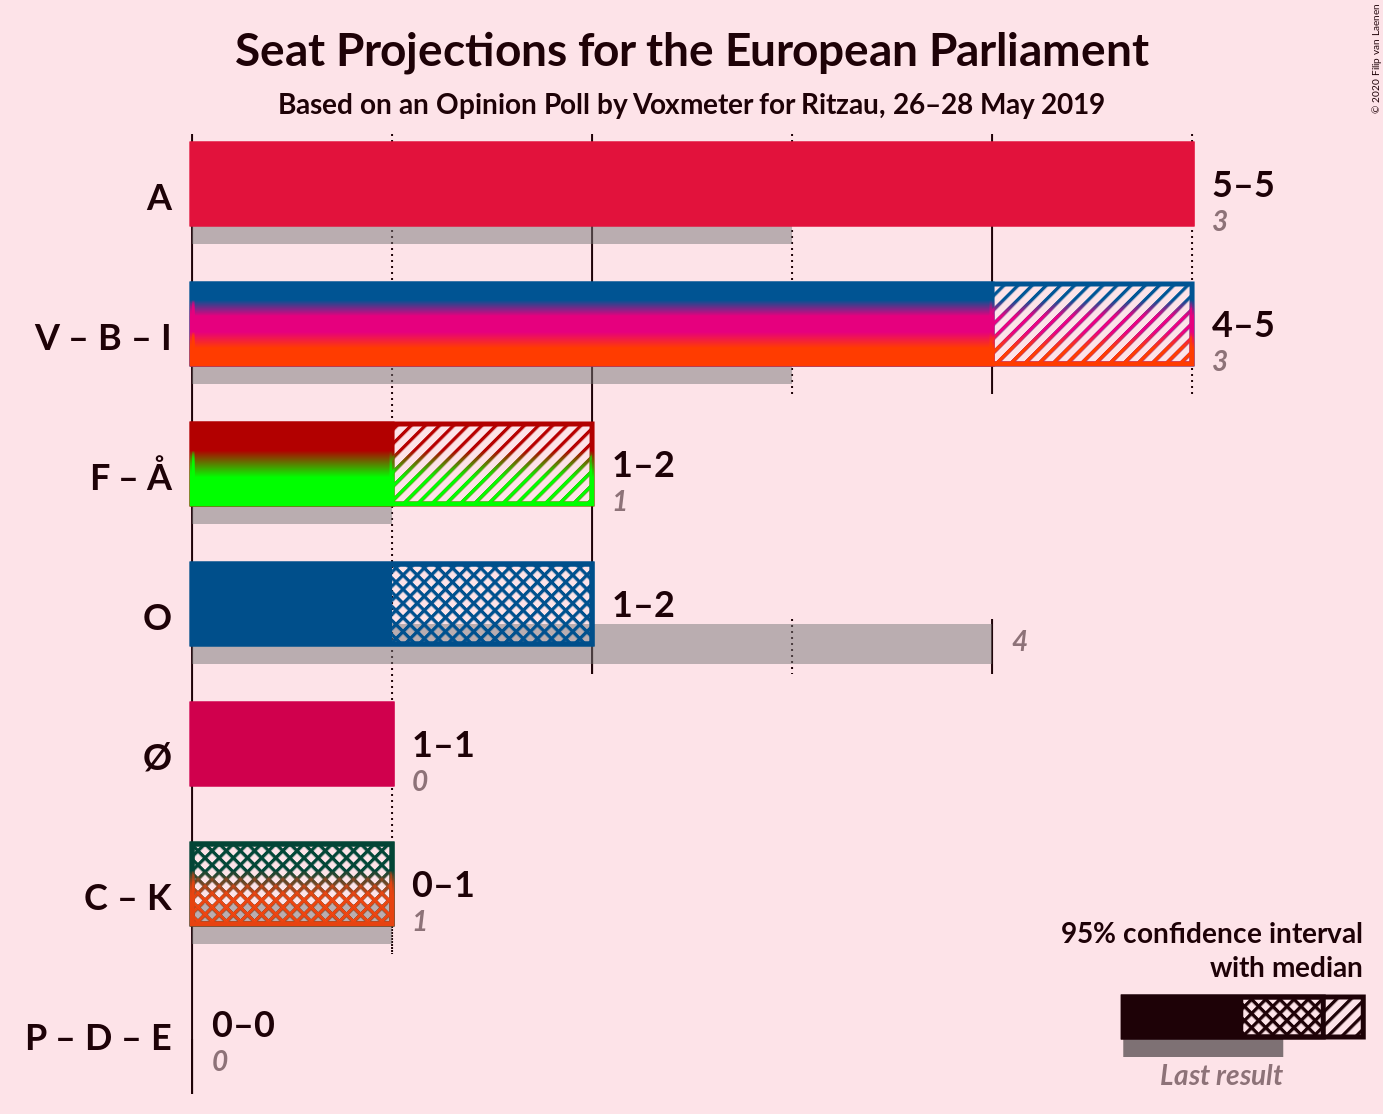 Seat Projections for the European Parliament
Based on an Opinion Poll by Voxmeter for Ritzau, 26–28 May 2019
© 2020 Filip van Laenen
A
5–5
3
V – B – I
4–5
3
F – Å
1–2
1
O
1–2
4
Ø
1–1
0
C – K
0–1
1
P – D – E
0–0
0
95% confidence interval
with median
Last result